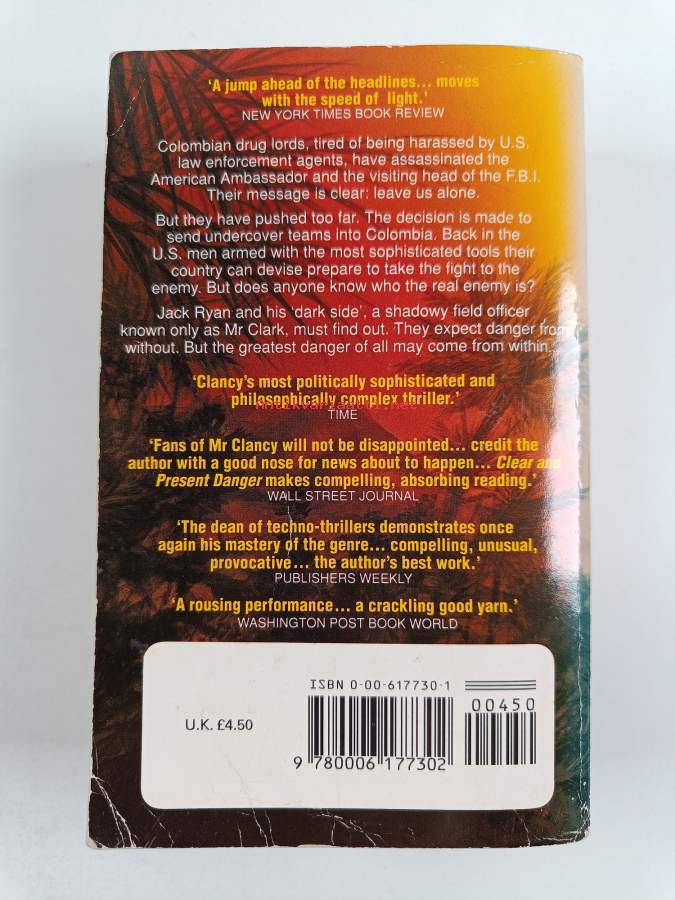 'A jump ahead of the headlines... moves
with the speed of light.'
NEW YORK TIMES BOOK REVIEW
Colombian drug lords, tired of being harassed by U.S.
law enforcement agents, have assassinated the
American Ambassador and the visiting head of the F.B.I.
Their message is clear: leave us alone.
But they have pushed too far. The decision is made to
send undercover teams into Colombia. Back in the
U.S. men armed with the most sophisticated tools their
country can devise prepare to take the fight to the
enemy. But does anyone know who the real enemy is?
Jack Ryan and his 'dark side', a shadowy field officer
known only as Mr Clark, must find out. They expect danger from
without. But the greatest danger of all may come from within...
'Clancy's most politically sophisticated and
philosophically complex thriller.'
TIME
'Fans of Mr Clancy will not be disappointed... credit the
author with a good nose for news about to happen... Clear and
Present Danger makes compelling, absorbing reading.'
WALL STREET JOURNAL
'The dean of techno-thrillers demonstrates once
again his mastery of the genre... compelling, unusual,
provocative... the author's best work.'
PUBLISHERS WEEKLY
'A rousing performance... a crackling good yarn.'
WASHINGTON POST BOOK WORLD
ISBN 0-00-617730-1
00450
U.K. £4.50
9 780006 177302